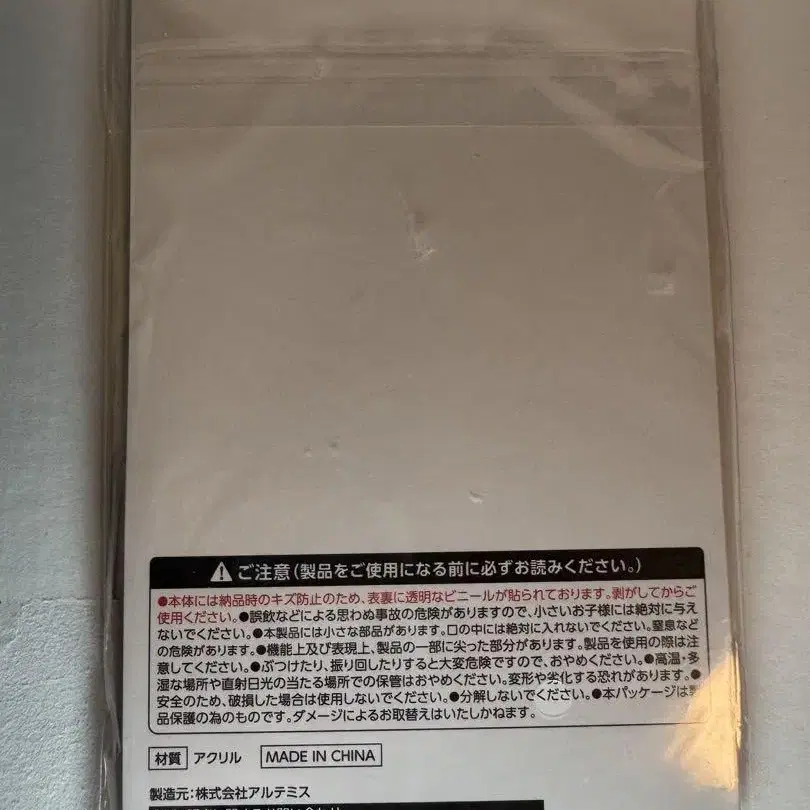 ⚠ご注意(製品をご使用になる前に必ずお読みください。)
●本体には納品時のキズ防止のため、表裏に透明なビニールが貼られております。剥がしてからご
使用ください。●誤飲などによる思わぬ事故の危険がありますので、小さいお子様には絶対に与え
ないでください。●本製品には小さな部品があります。口の中には絶対に入れないでください。窒息など
の危険があります。●機能上及び表現上、製品の一部に尖った部分があります。製品を使用の際は注
意してください。●ぶつけたり、振り回したりすると大変危険ですので、おやめください。●高温・多
湿な場所や直射日光の当たる場所での保管はおやめください。変形や劣化する恐れがあります。●
安全のため、破損した場合は使用しないでください。●分解しないでください。●本パッケージは製
品保護の為のものです。ダメージによるお取替えはいたしかねます。
材質 アクリル MADE IN CHINA
製造元:株式会社アルテミス